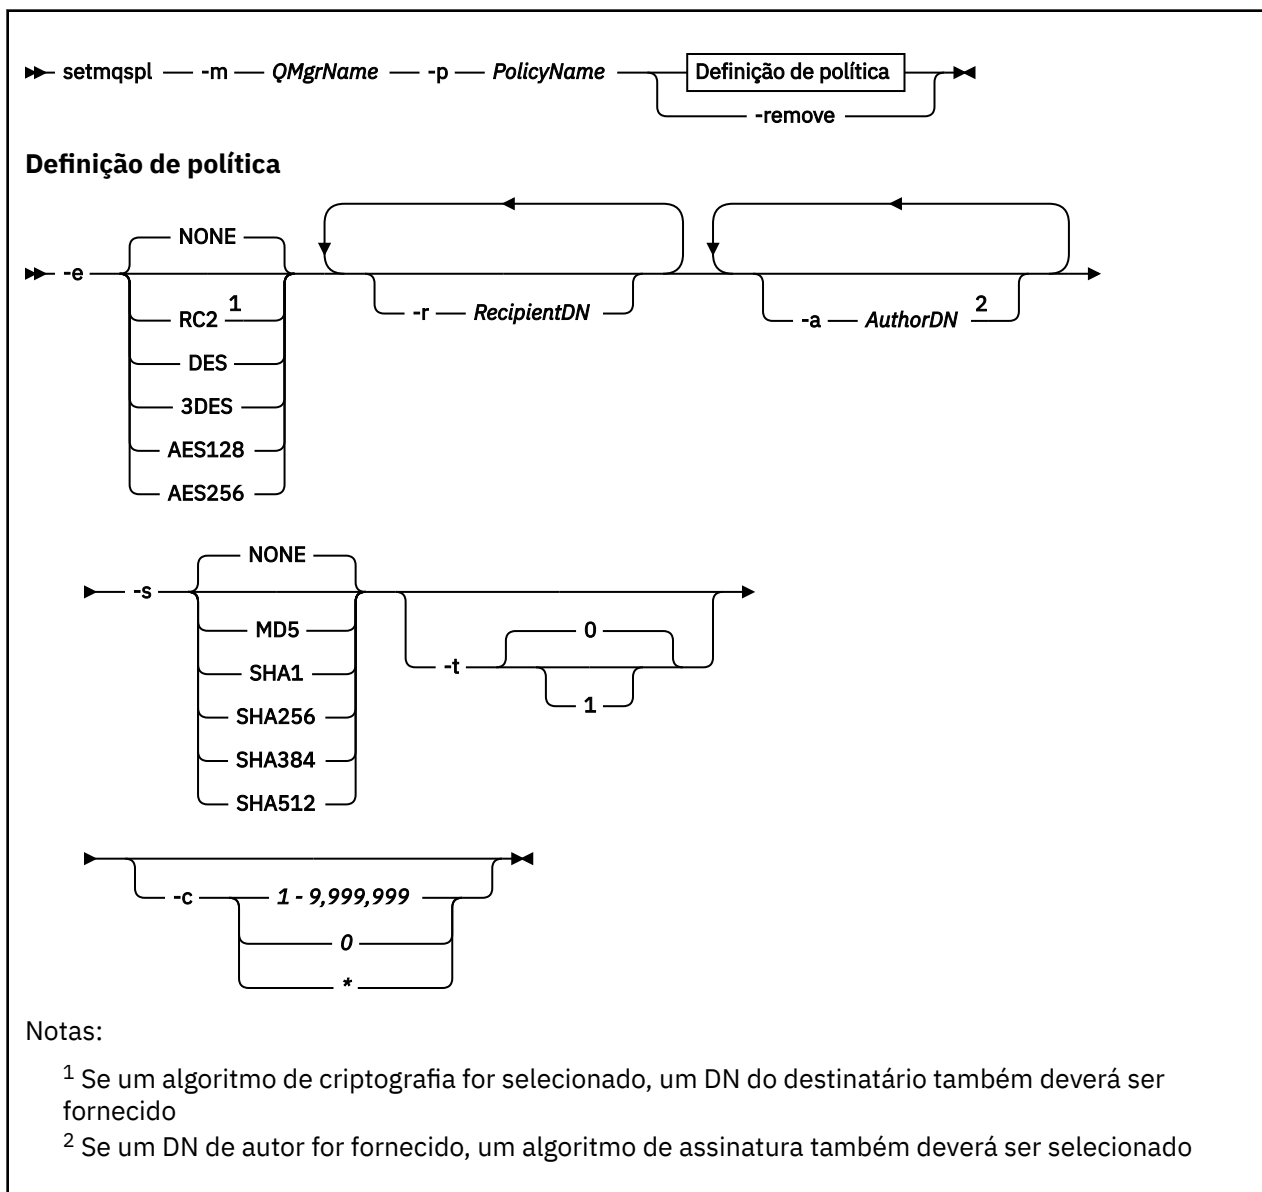 setmqspl -m QMgrName -p PolicyName Definição de política
-remove
Definição de política
NONE
-e
RC2 1
DES
3DES
AES128
AES256
-r RecipientDN
-a AuthorDN 2
NONE
-s
MD5
SHA1
SHA256
SHA384
SHA512
0
-t
1
-c 1 - 9,999,999
0
*
Notas:
1 Se um algoritmo de criptografia for selecionado, um DN do destinatário também deverá ser
fornecido
2 Se um DN de autor for fornecido, um algoritmo de assinatura também deverá ser selecionado